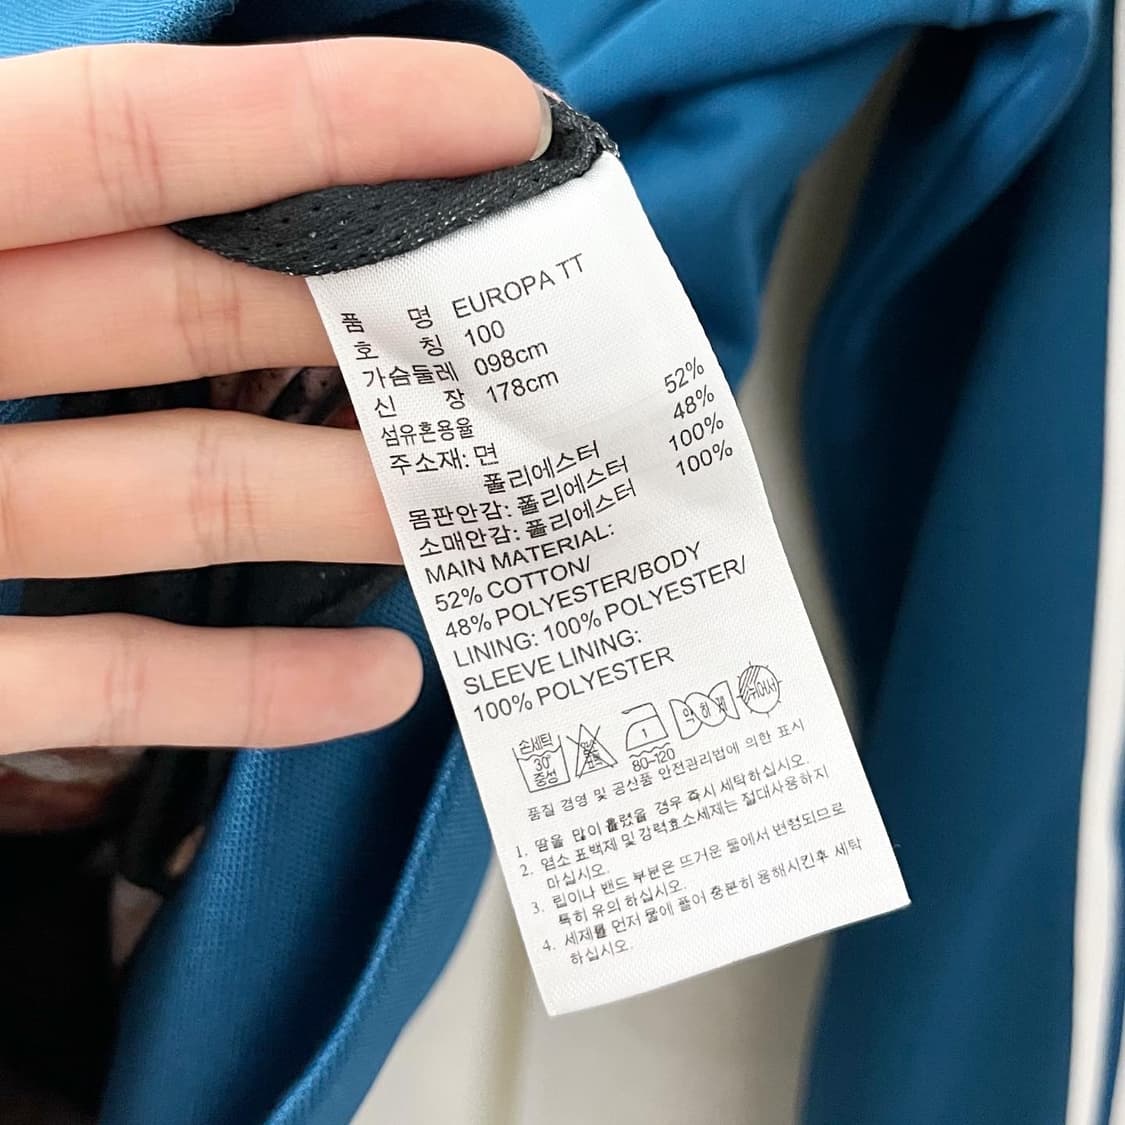 품 명 EUROPA TT
호 칭 100
가슴둘레 098cm
신 장 178cm
섬유혼용율
주소재: 면 52%
폴리에스터 48%
몸판안감: 폴리에스터 100%
소매안감: 폴리에스터 100%
MAIN MATERIAL:
52% COTTON/
48% POLYESTER/BODY
LINING: 100% POLYESTER/
SLEEVE LINING:
100% POLYESTER
손세탁 30° 중성
80~120
약하게
뉘어서
품질 경영 및 공산품 안전관리법에 의한 표시
1. 땀을 많이 흘렸을 경우 즉시 세탁하십시오.
2. 염소 표백제 및 강력효소세제는 절대사용하지
마십시오.
3. 립이나 밴드 부분은 뜨거운 물에서 변형되므로
특히 유의 하십시오.
4. 세제를 먼저 물에 풀어 충분히 용해시킨후 세탁
하십시오.